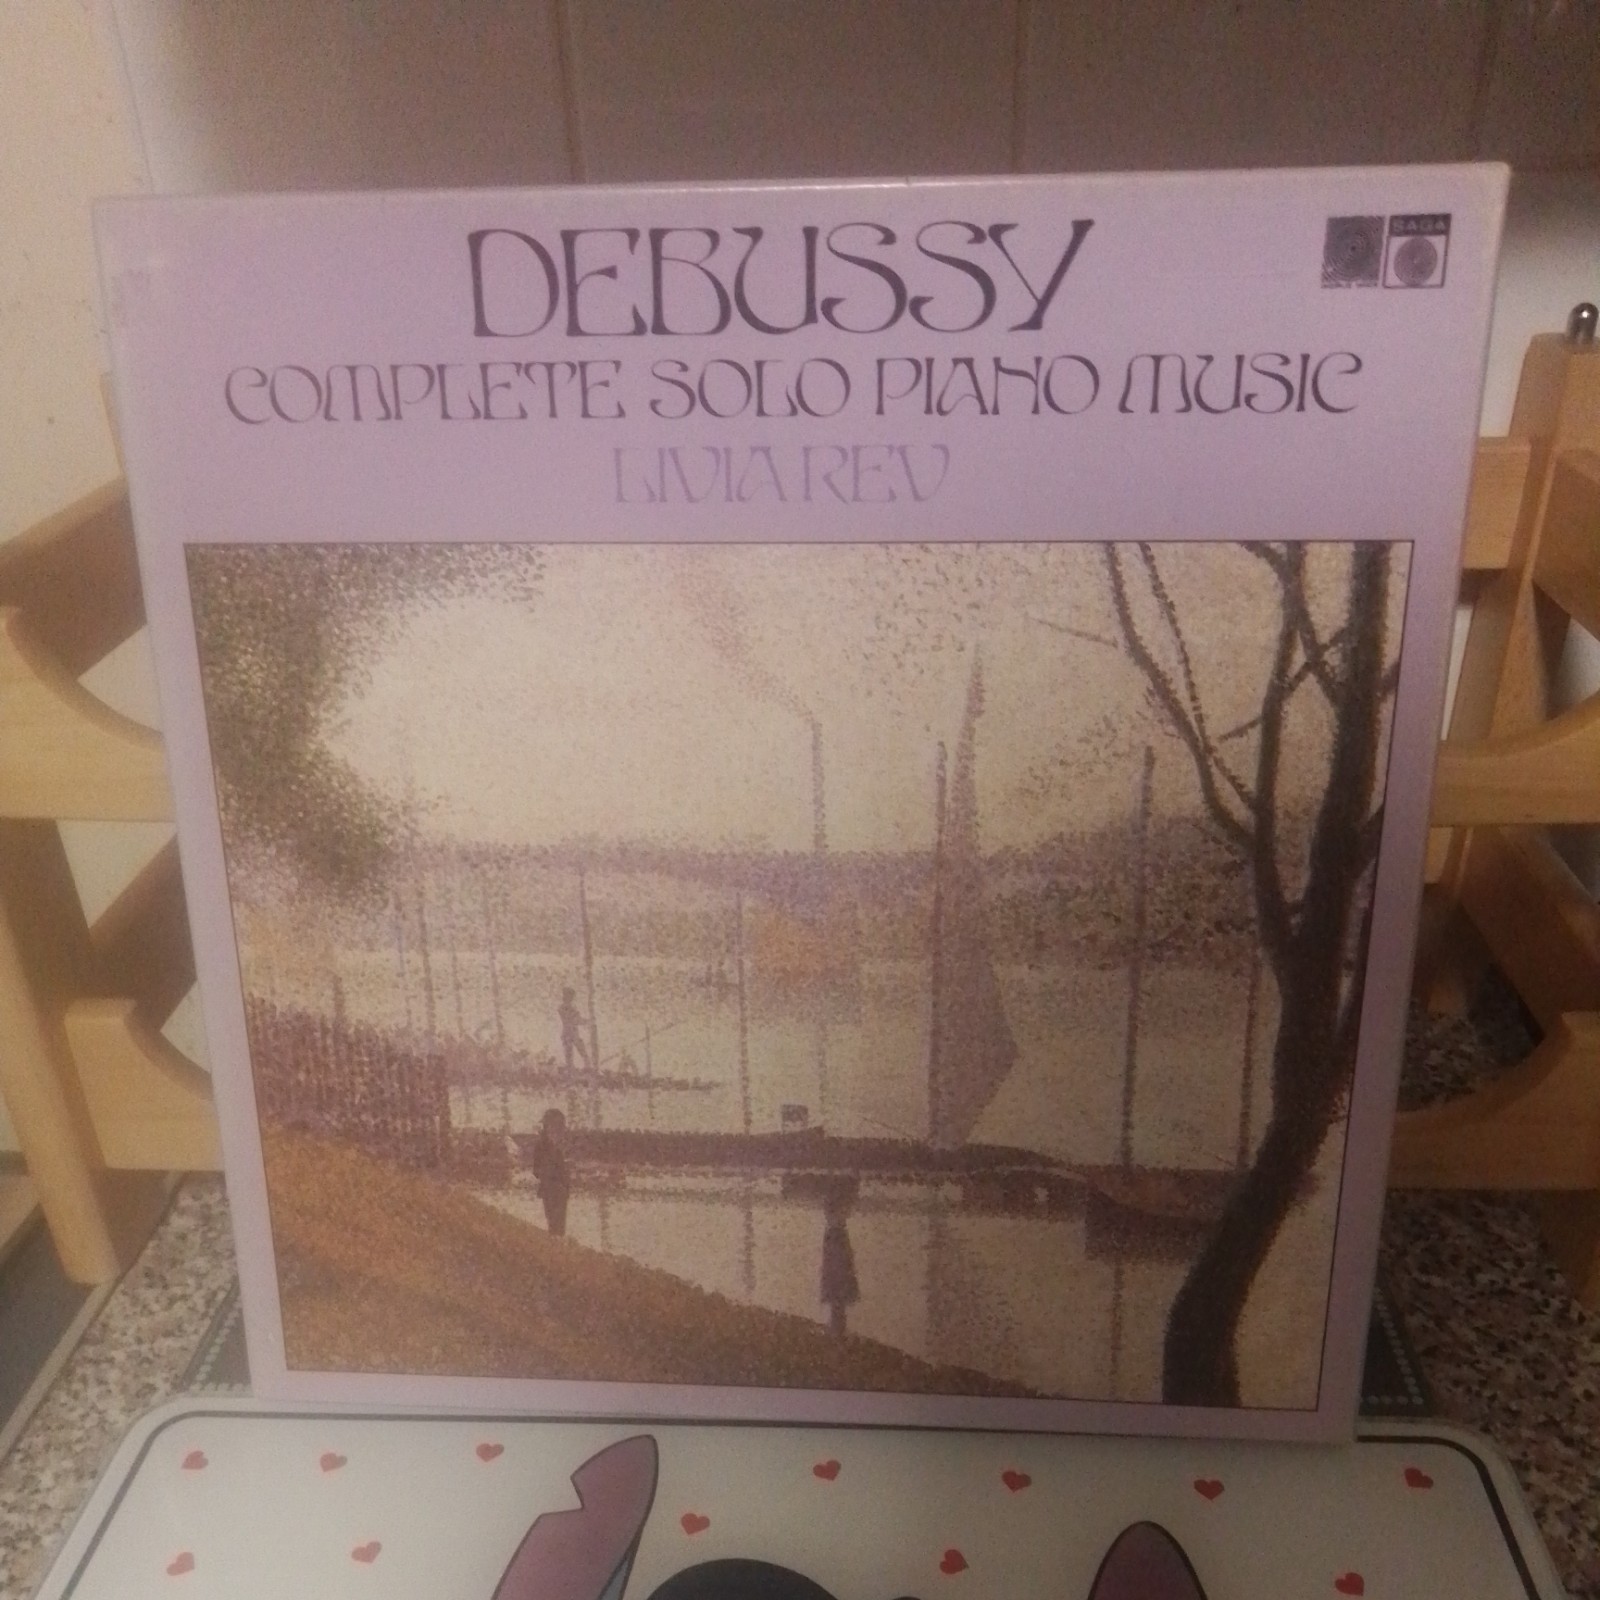 DEBUSSY
SAGA
COMPLETE SOLO PIANO MUSIC
LIVIA REV